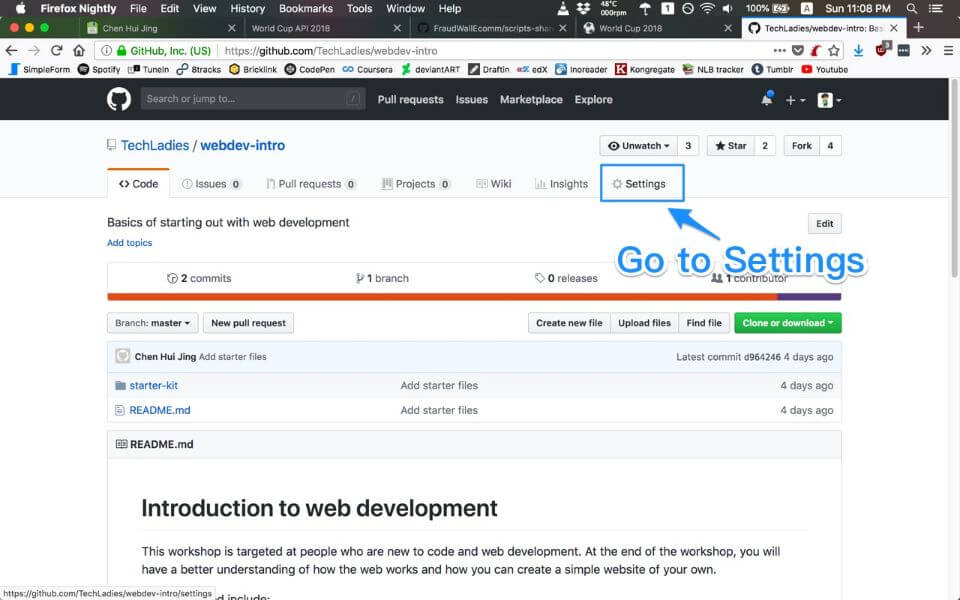 Firefox Nightly File Edit View History Bookmarks Tools Window Help 48°C 000rpm 1 100% A Sun 11:08 PM
Chen Hui Jing World Cup API 2018 FraudWallEcomm/scripts-shar World Cup 2018 TechLadies/webdev-intro: Bas
GitHub, Inc. (US) https://github.com/TechLadies/webdev-intro 3
SimpleForm Spotify TuneIn 8tracks Bricklink CodePen Coursera deviantART Draftin edX Inoreader Kongregate NLB tracker Tumblr Youtube
Search or jump to... / Pull requests Issues Marketplace Explore
TechLadies / webdev-intro Unwatch 3 Star 2 Fork 4
Code Issues 0 Pull requests 0 Projects 0 Wiki Insights Settings
Basics of starting out with web development Edit
Add topics
Go to Settings
2 commits 1 branch 0 releases 1 contributor
Branch: master New pull request Create new file Upload files Find file Clone or download
Chen Hui Jing Add starter files Latest commit d964246 4 days ago
starter-kit Add starter files 4 days ago
README.md Add starter files 4 days ago
README.md
Introduction to web development
This workshop is targeted at people who are new to code and web development. At the end of the workshop, you will
have a better understanding of how the web works and how you can create a simple website of your own.
https://github.com/TechLadies/webdev-intro/settings d include: